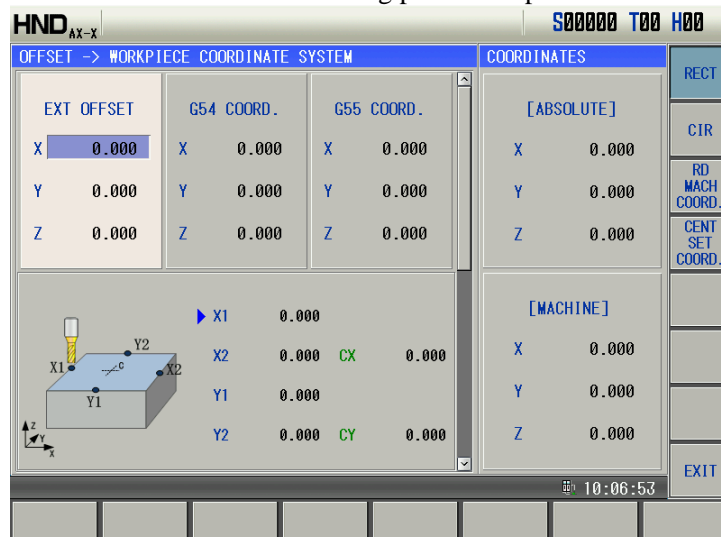 HND AX-X S00000 T00 H00
OFFSET -> WORKPIECE COORDINATE SYSTEM COORDINATES
EXT OFFSET G54 COORD. G55 COORD. [ABSOLUTE]
X 0.000 X 0.000 X 0.000 X 0.000
Y 0.000 Y 0.000 Y 0.000 Y 0.000
Z 0.000 Z 0.000 Z 0.000 Z 0.000
[MACHINE]
X1 0.000
X2 0.000 CX 0.000 X 0.000
Y1 0.000 Y 0.000
Y2 0.000 CY 0.000 Z 0.000
Y2
X1 C X2
Y1
Z
Y
X
RECT
CIR
RD
MACH
COORD.
CENT
SET
COORD.
EXIT
10:06:53